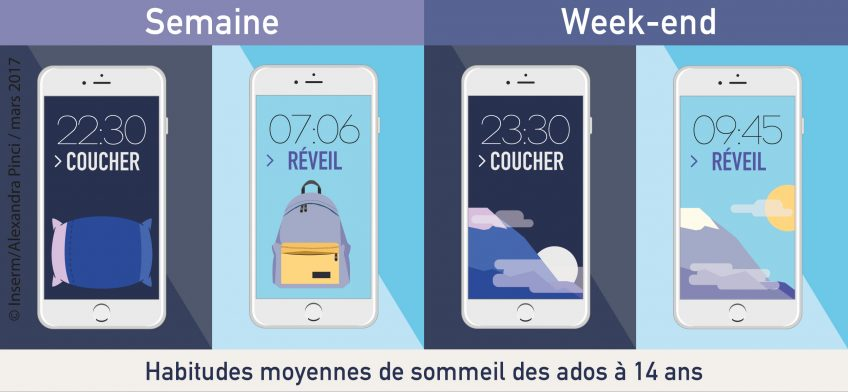 Semaine
Week-end
22:30
> COUCHER
07:06
> RÉVEIL
23:30
> COUCHER
09:45
> RÉVEIL
Habitudes moyennes de sommeil des ados à 14 ans
© Inserm/Alexandra Pinci / mars 2017